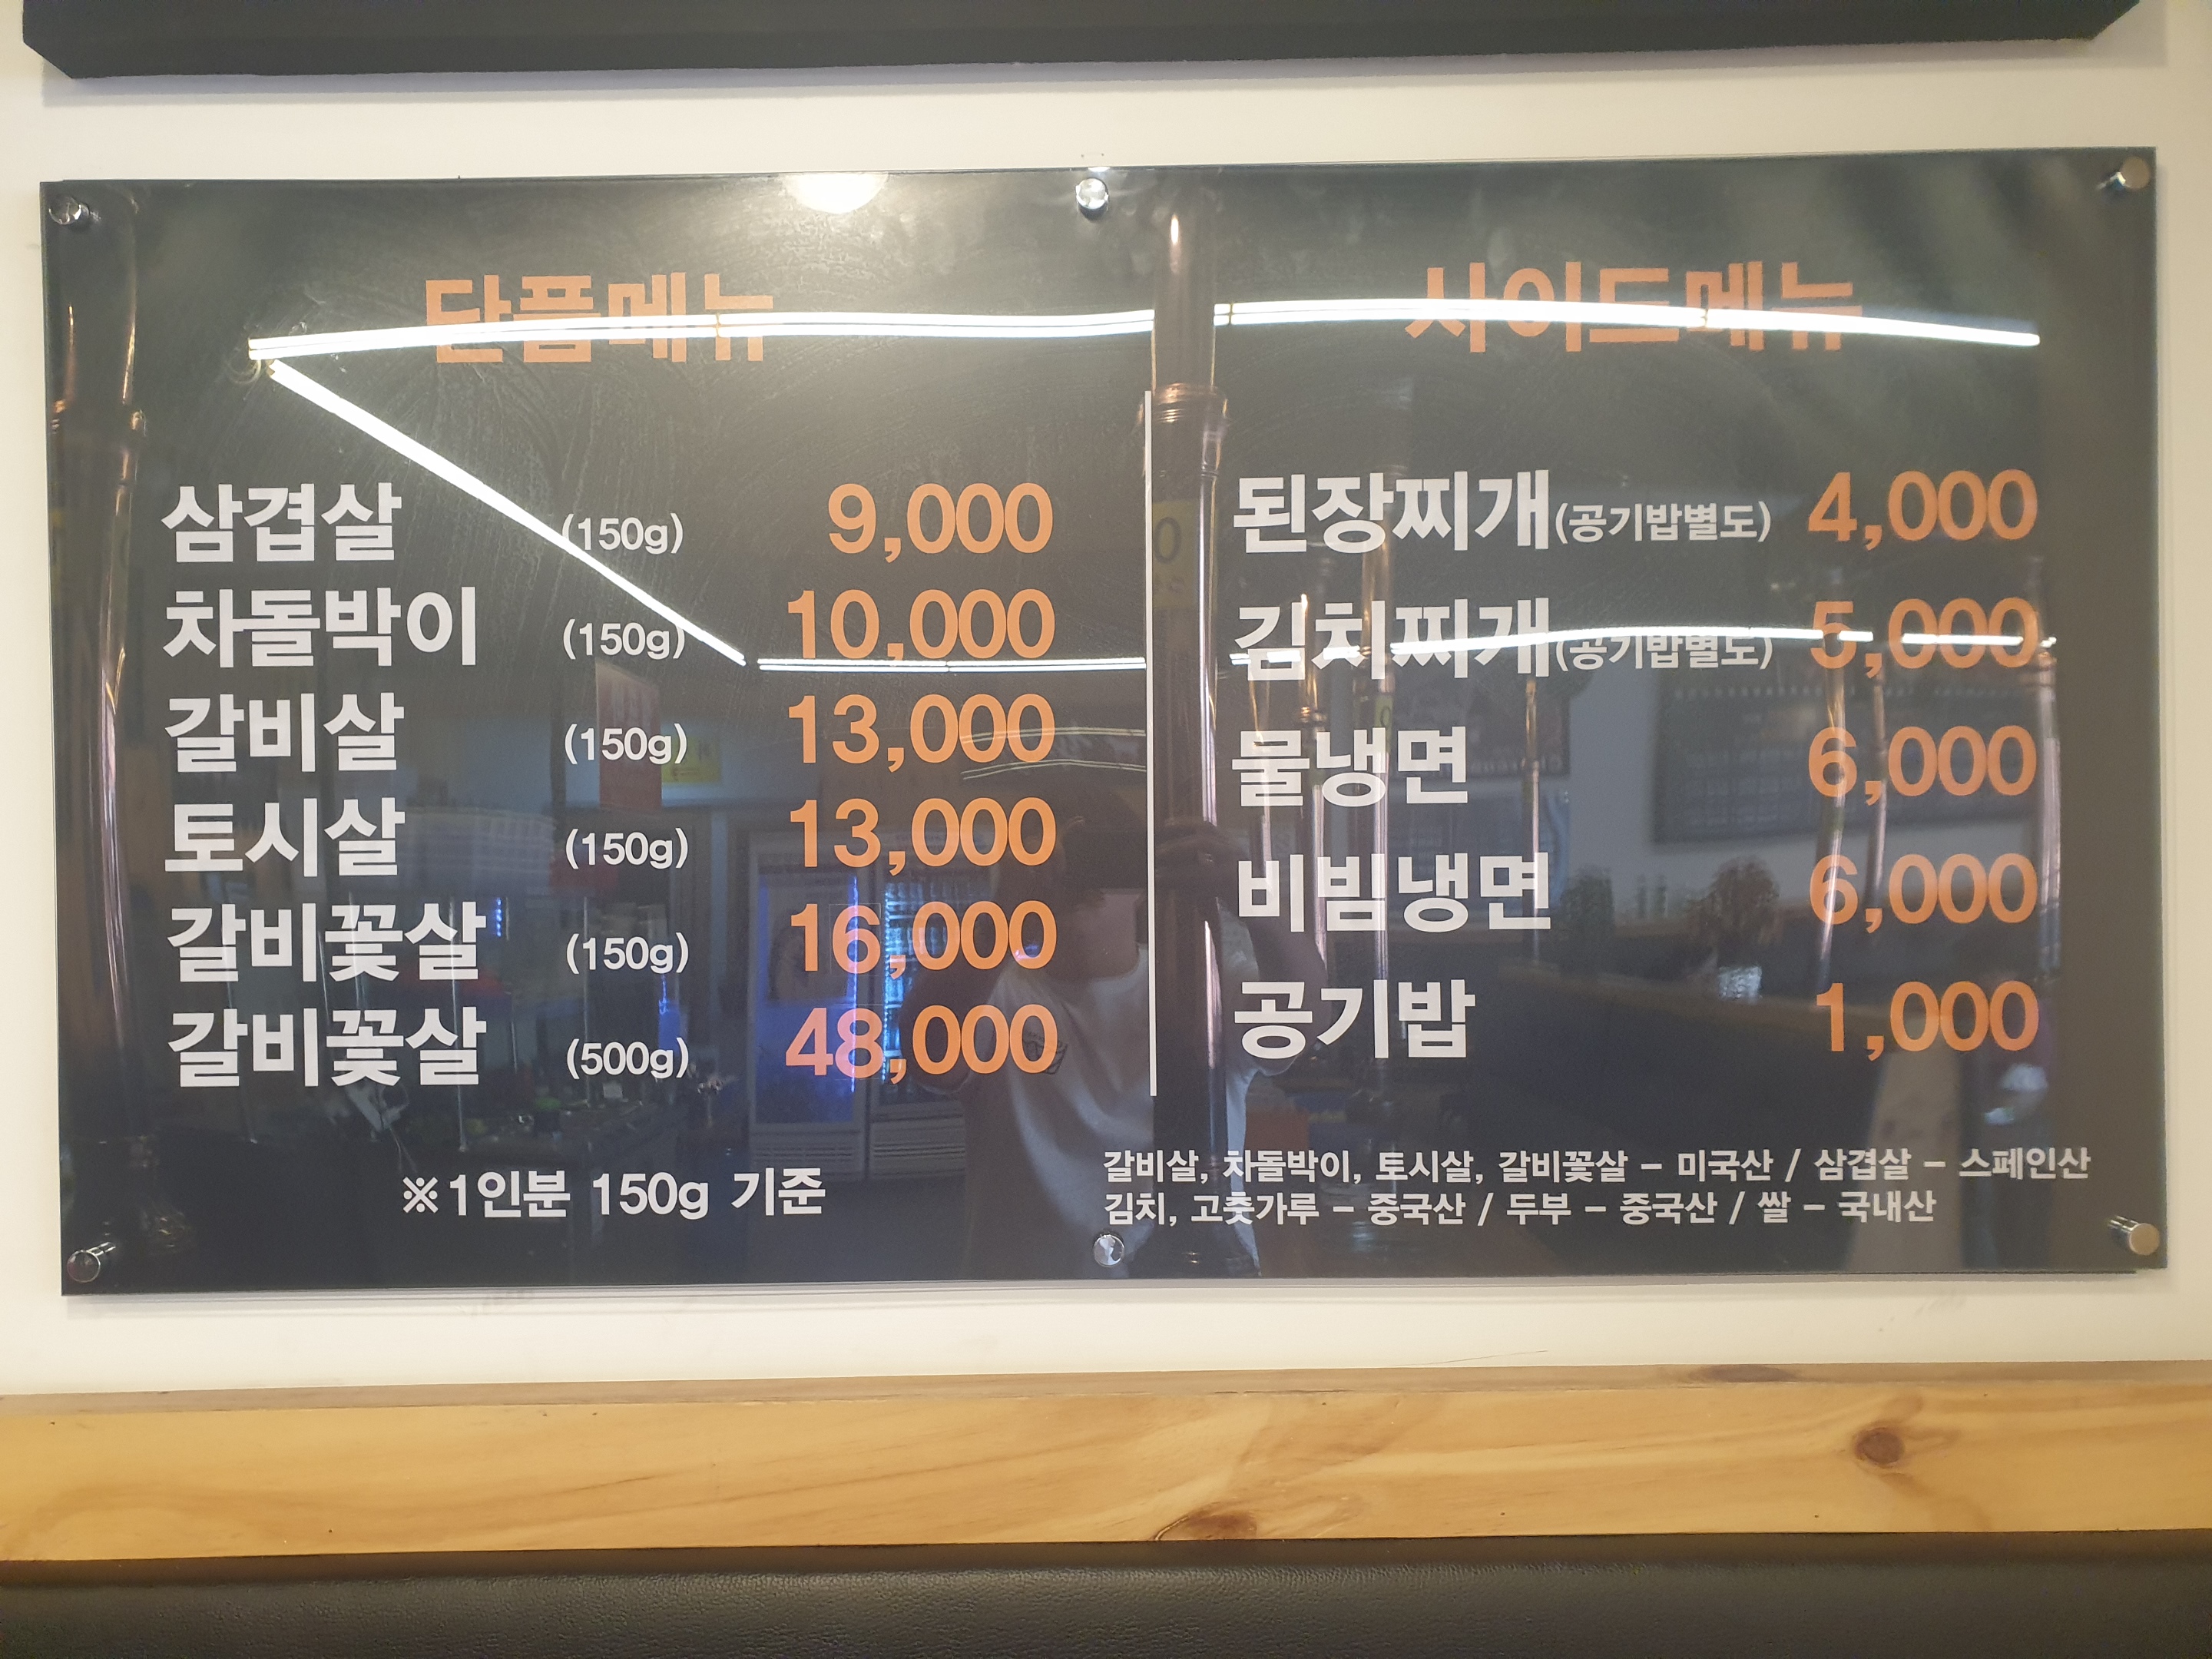 단품메뉴
삼겹살 (150g) 9,000
차돌박이 (150g) 10,000
갈비살 (150g) 13,000
토시살 (150g) 13,000
갈비꽃살 (150g) 16,000
갈비꽃살 (500g) 48,000
※1인분 150g 기준
사이드메뉴
된장찌개(공기밥별도) 4,000
김치찌개(공기밥별도) 5,000
물냉면 6,000
비빔냉면 6,000
공기밥 1,000
갈비살, 차돌박이, 토시살, 갈비꽃살 - 미국산 / 삼겹살 - 스페인산
김치, 고춧가루 - 중국산 / 두부 - 중국산 / 쌀 - 국내산